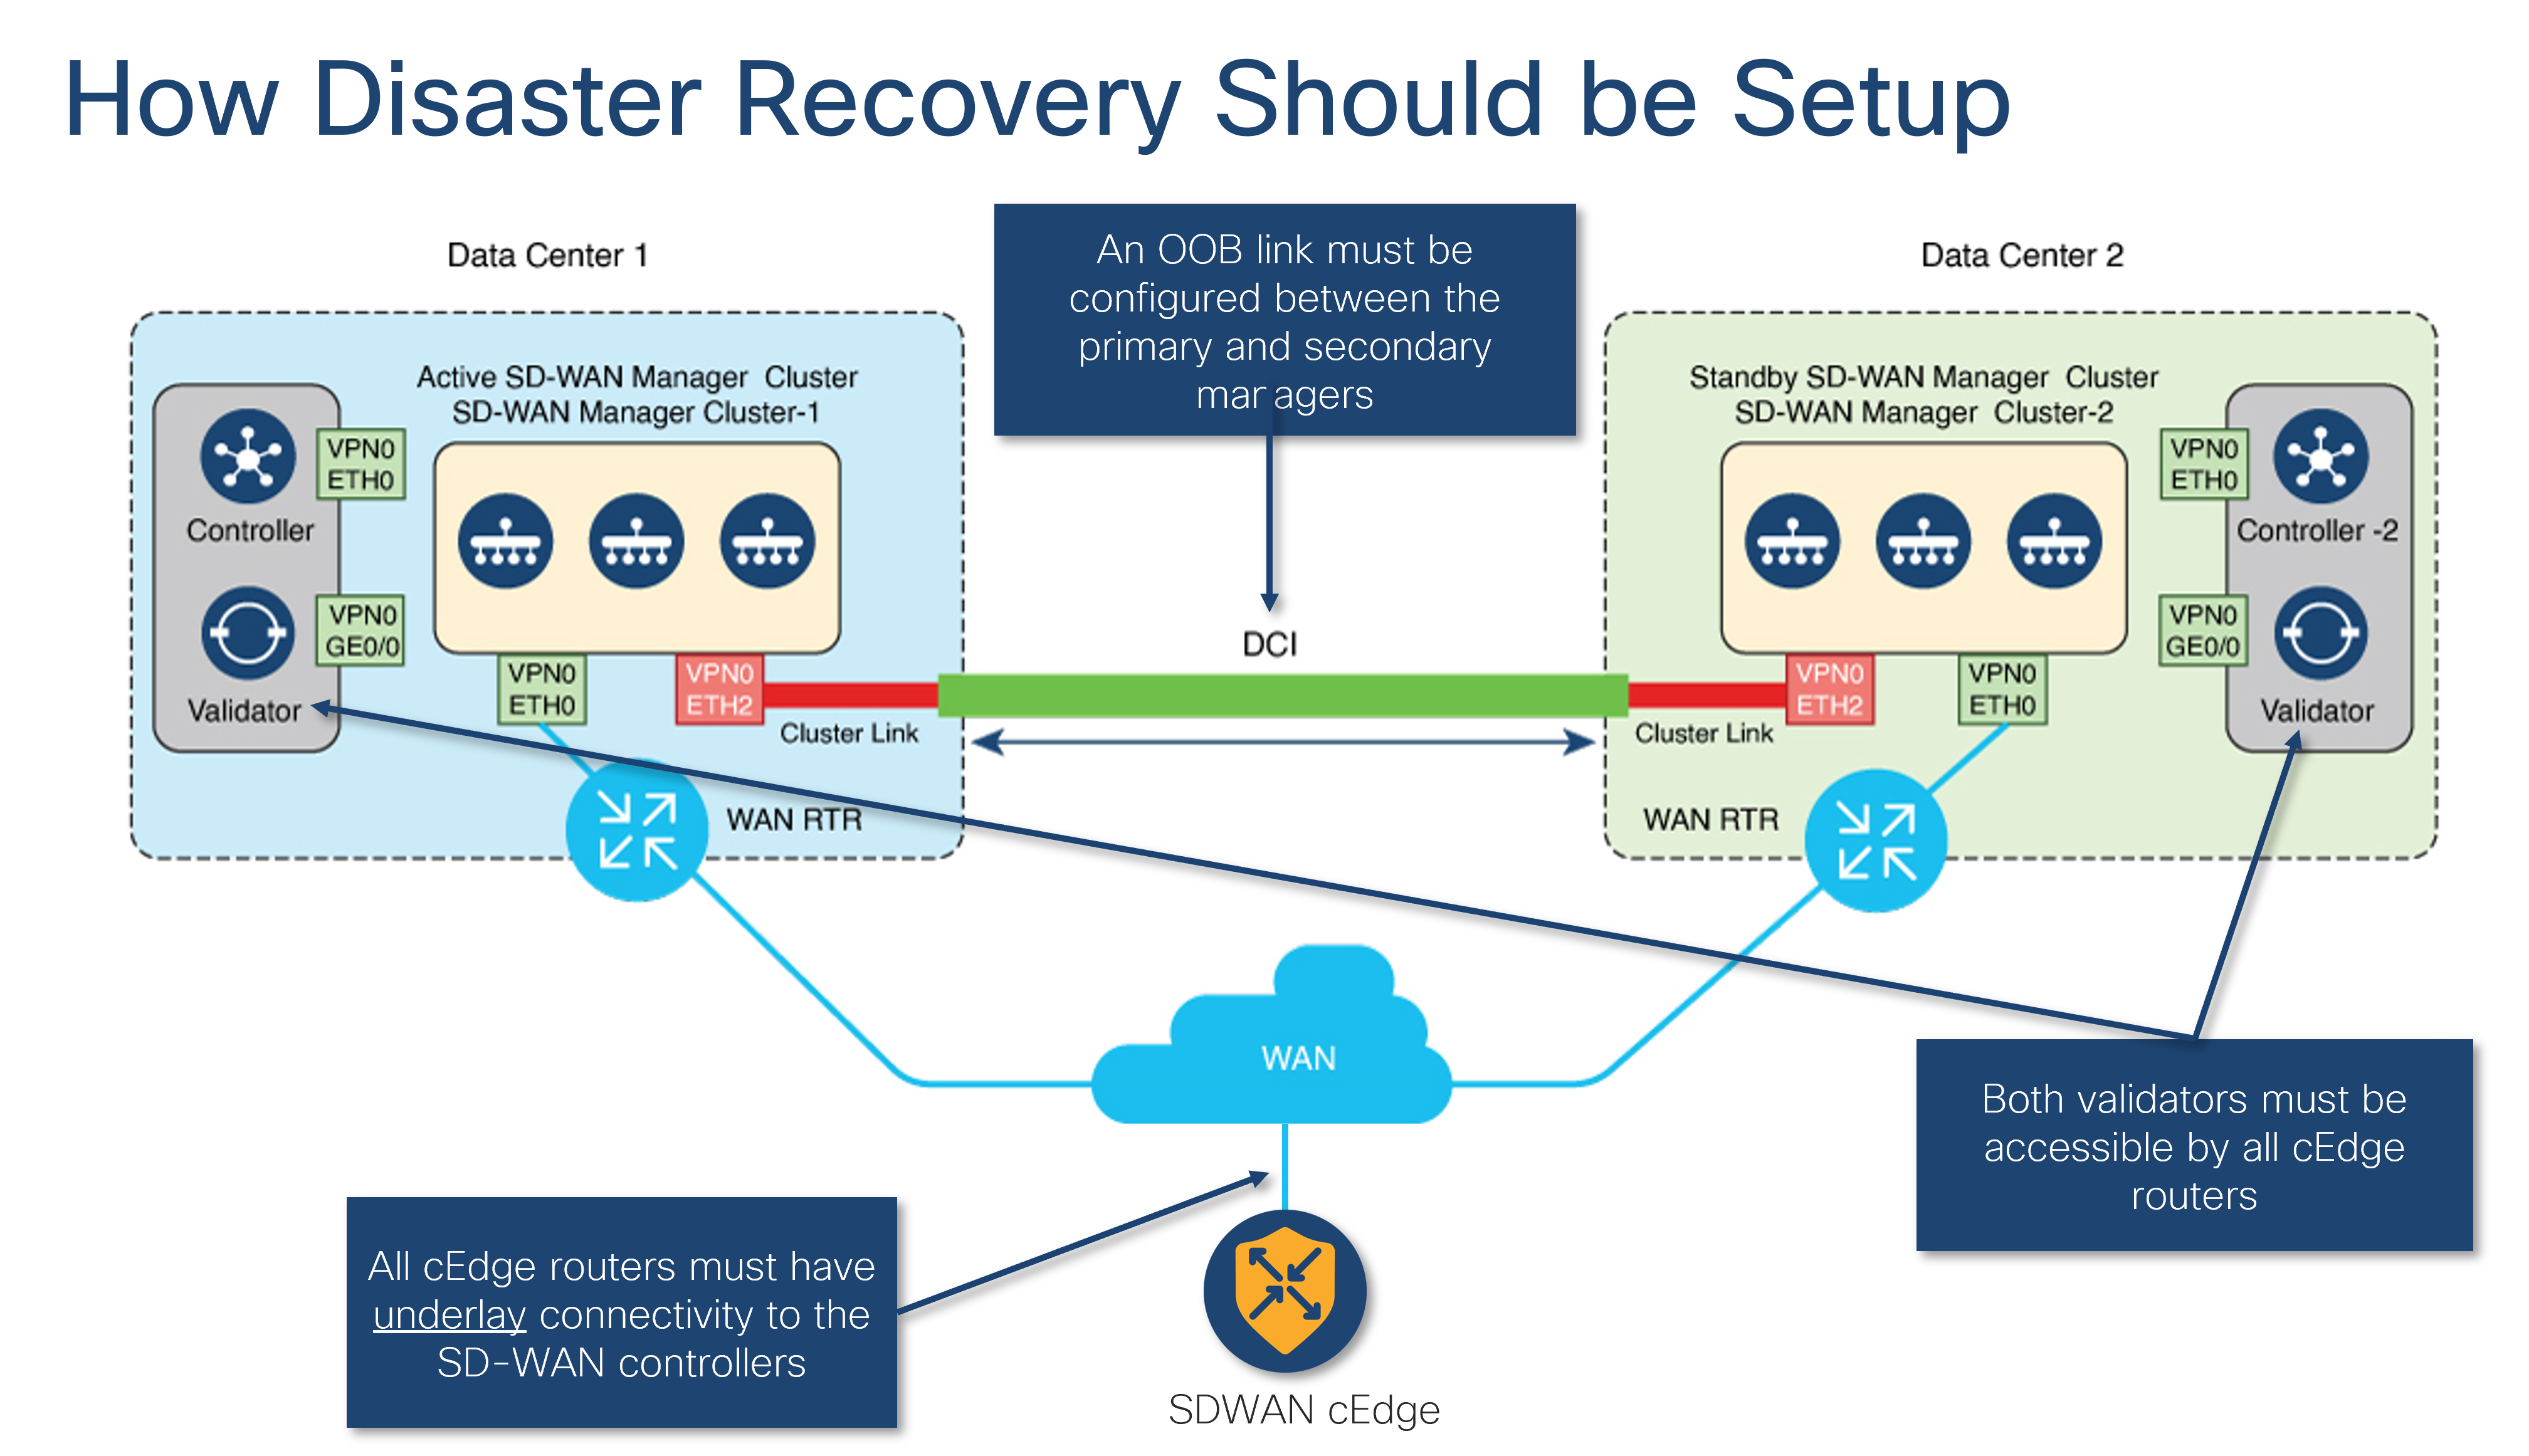 How Disaster Recovery Should be Setup
Data Center 1
An OOB link must be
configured between the
primary and secondary
managers
Data Center 2
Active SD-WAN Manager Cluster
SD-WAN Manager Cluster-1
Controller
VPN0
ETH0
Validator
VPN0
GE0/0
VPN0
ETH0
VPN0
ETH2
Cluster Link
WAN RTR
DCI
Standby SD-WAN Manager Cluster
SD-WAN Manager Cluster-2
VPN0
ETH0
Controller -2
VPN0
GE0/0
Validator
VPN0
ETH2
VPN0
ETH0
Cluster Link
WAN RTR
WAN
Both validators must be
accessible by all cEdge
routers
All cEdge routers must have
underlay connectivity to the
SD-WAN controllers
SDWAN cEdge